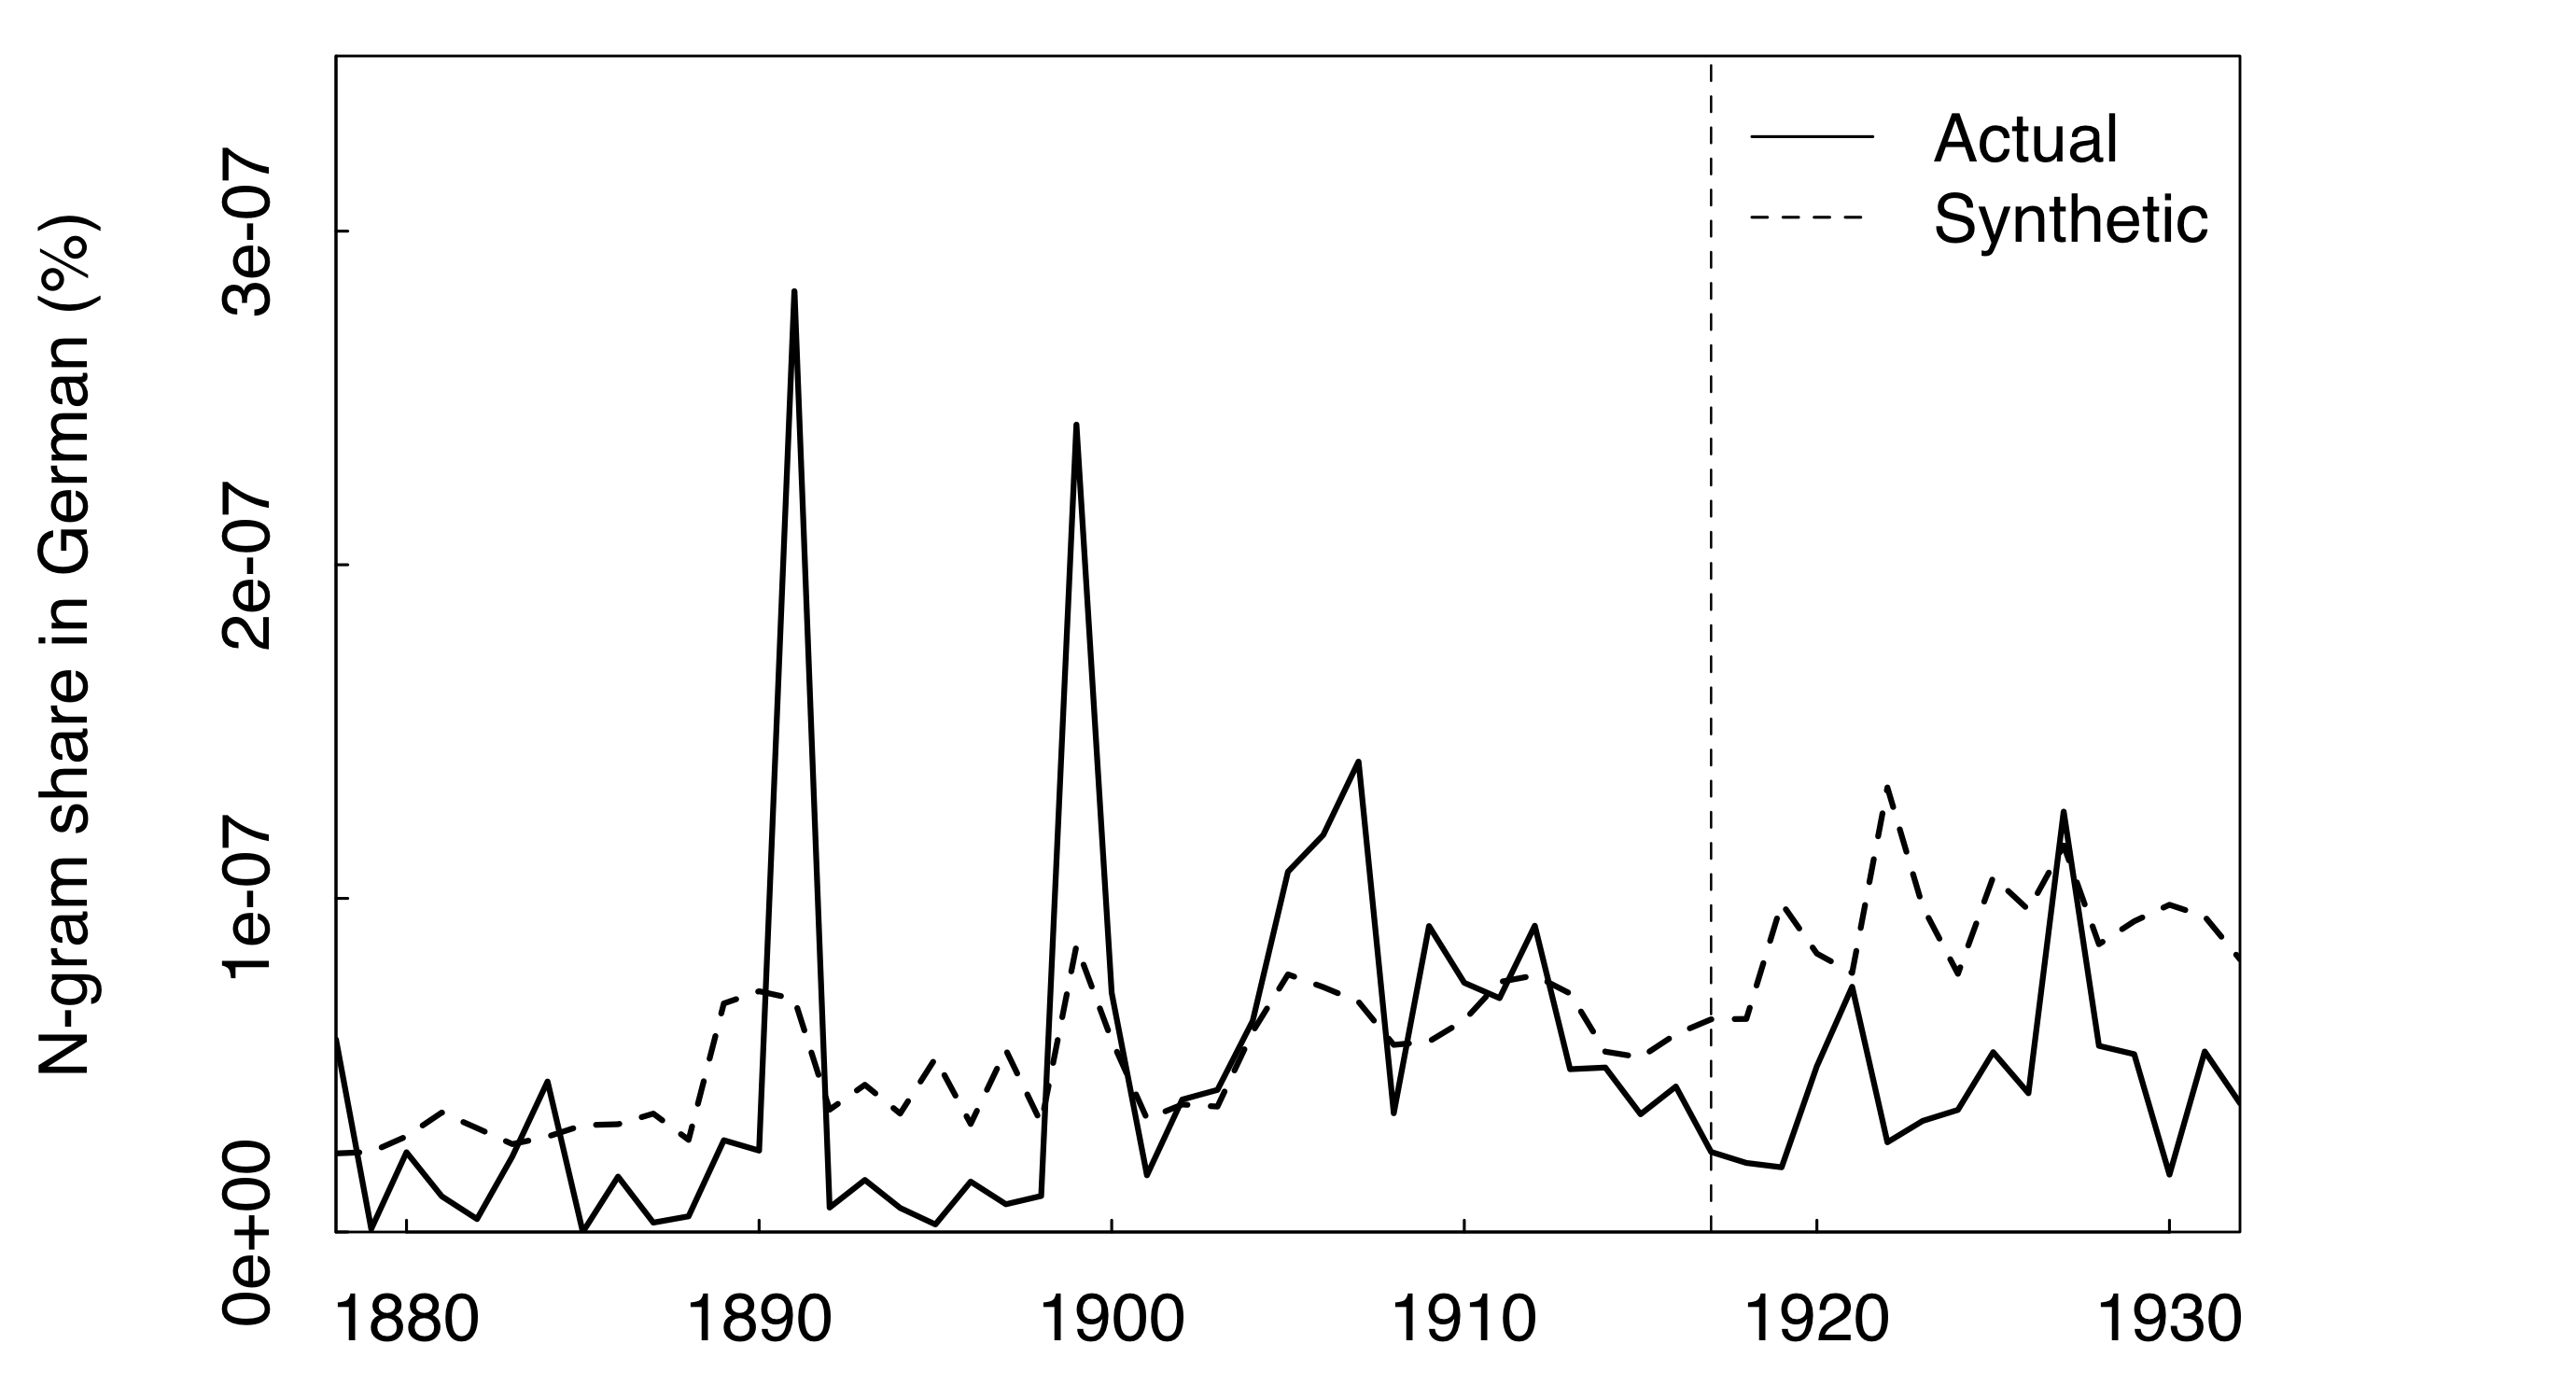 N-gram share in German (%)
3e-07
2e-07
1e-07
0e+00
Actual
Synthetic
1880 1890 1900 1910 1920 1930